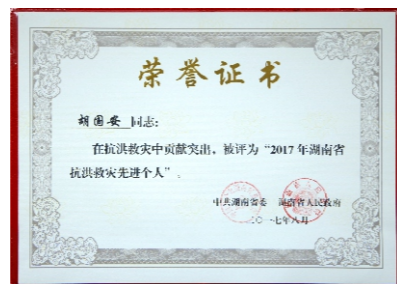 荣誉证书
胡国安同志：
在抗洪救灾中贡献突出，被评为“2017年湖南省
抗洪救灾先进个人”。
中共湖南省委 湖南省人民政府
二〇一七年八月